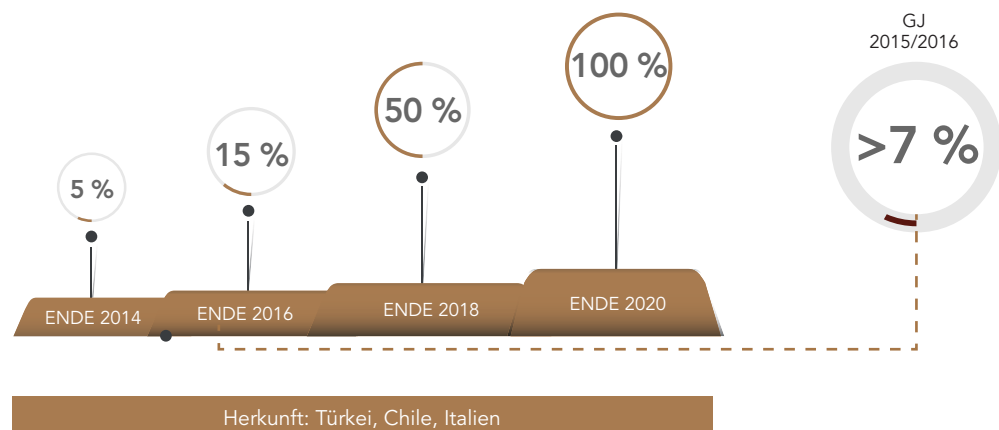 5 %
15 %
50 %
100 %
GJ
2015/2016
>7 %
ENDE 2014
ENDE 2016
ENDE 2018
ENDE 2020
Herkunft: Türkei, Chile, Italien